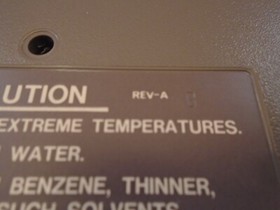 UTION REV-A
EXTREME TEMPERATURES.
WATER.
BENZENE, THINNER,
SUCH SOLVENTS